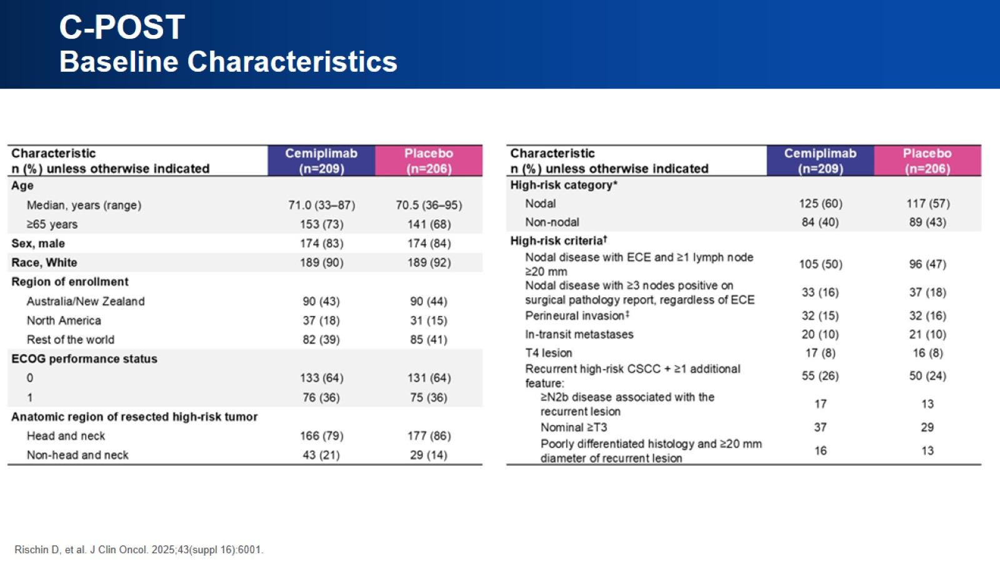 C-POST
Baseline Characteristics
Characteristic
n (%) unless otherwise indicated
Cemiplimab
(n=209)
Placebo
(n=206)
Age
Median, years (range) 71.0 (33–87) 70.5 (36–95)
≥65 years 153 (73) 141 (68)
Sex, male 174 (83) 174 (84)
Race, White 189 (90) 189 (92)
Region of enrollment
Australia/New Zealand 90 (43) 90 (44)
North America 37 (18) 31 (15)
Rest of the world 82 (39) 85 (41)
ECOG performance status
0 133 (64) 131 (64)
1 76 (36) 75 (36)
Anatomic region of resected high-risk tumor
Head and neck 166 (79) 177 (86)
Non-head and neck 43 (21) 29 (14)
Characteristic
n (%) unless otherwise indicated
Cemiplimab
(n=209)
Placebo
(n=206)
High-risk category*
Nodal 125 (60) 117 (57)
Non-nodal 84 (40) 89 (43)
High-risk criteria†
Nodal disease with ECE and ≥1 lymph node
≥20 mm 105 (50) 96 (47)
Nodal disease with ≥3 nodes positive on
surgical pathology report, regardless of ECE 33 (16) 37 (18)
Perineural invasion‡ 32 (15) 32 (16)
In-transit metastases 20 (10) 21 (10)
T4 lesion 17 (8) 16 (8)
Recurrent high-risk CSCC + ≥1 additional
feature: 55 (26) 50 (24)
≥N2b disease associated with the
recurrent lesion 17 13
Nominal ≥T3 37 29
Poorly differentiated histology and ≥20 mm
diameter of recurrent lesion 16 13
Rischin D, et al. J Clin Oncol. 2025;43(suppl 16):6001.